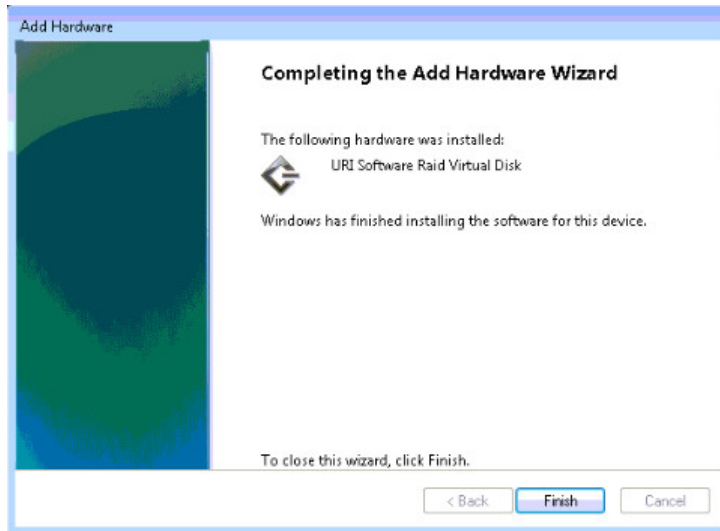 Add Hardware
Completing the Add Hardware Wizard
The following hardware was installed:
URI Software Raid Virtual Disk
Windows has finished installing the software for this device.
To close this wizard, click Finish.
< Back
Finish
Cancel